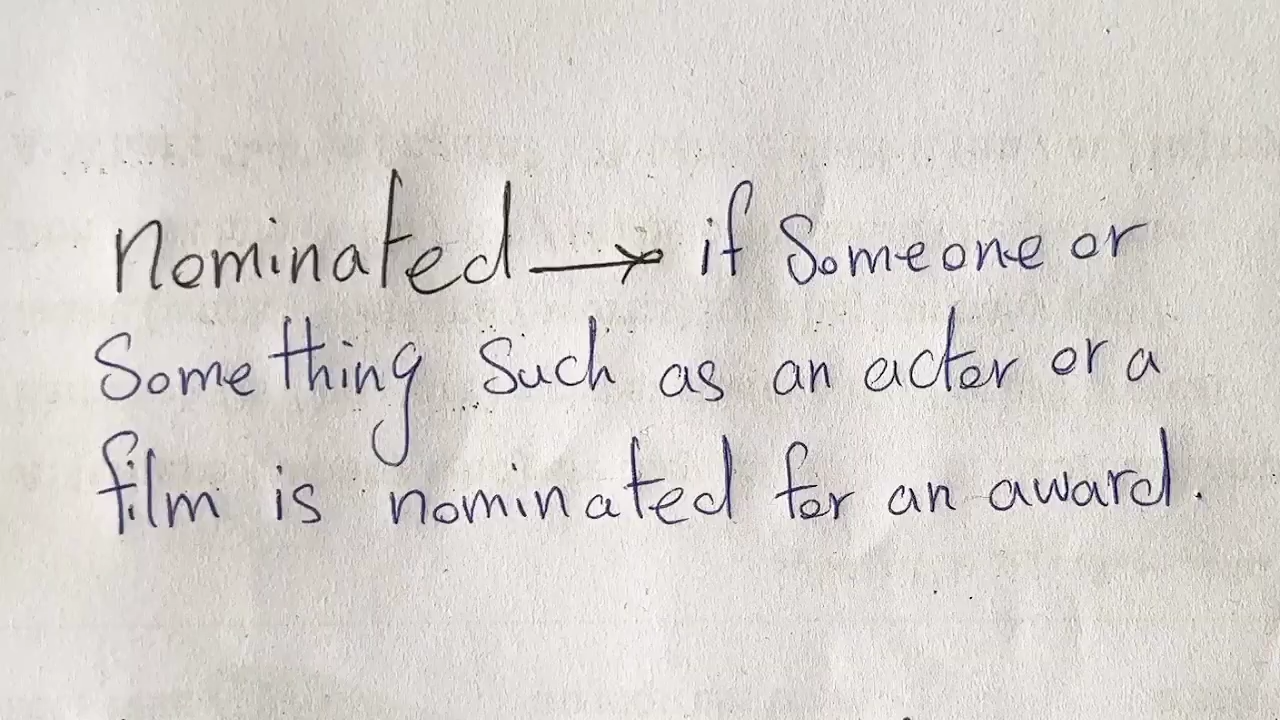 nominated → if Someone or
Something Such as an actor or a
film is nominated for an award.